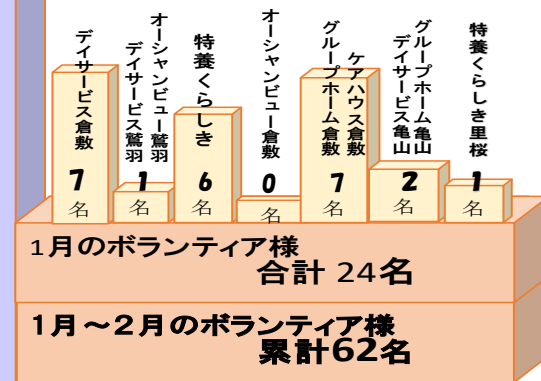 デイサービス倉敷
7
名
オーシャンビュー鷲羽
デイサービス鷲羽
1
名
特養くらしき
6
名
オーシャンビュー倉敷
0
名
ケアハウス倉敷
グループホーム倉敷
7
名
グループホーム亀山
デイサービス亀山
2
名
特養くらしき里桜
1
名
1月のボランティア様
合計 24名
1月～2月のボランティア様
累計62名